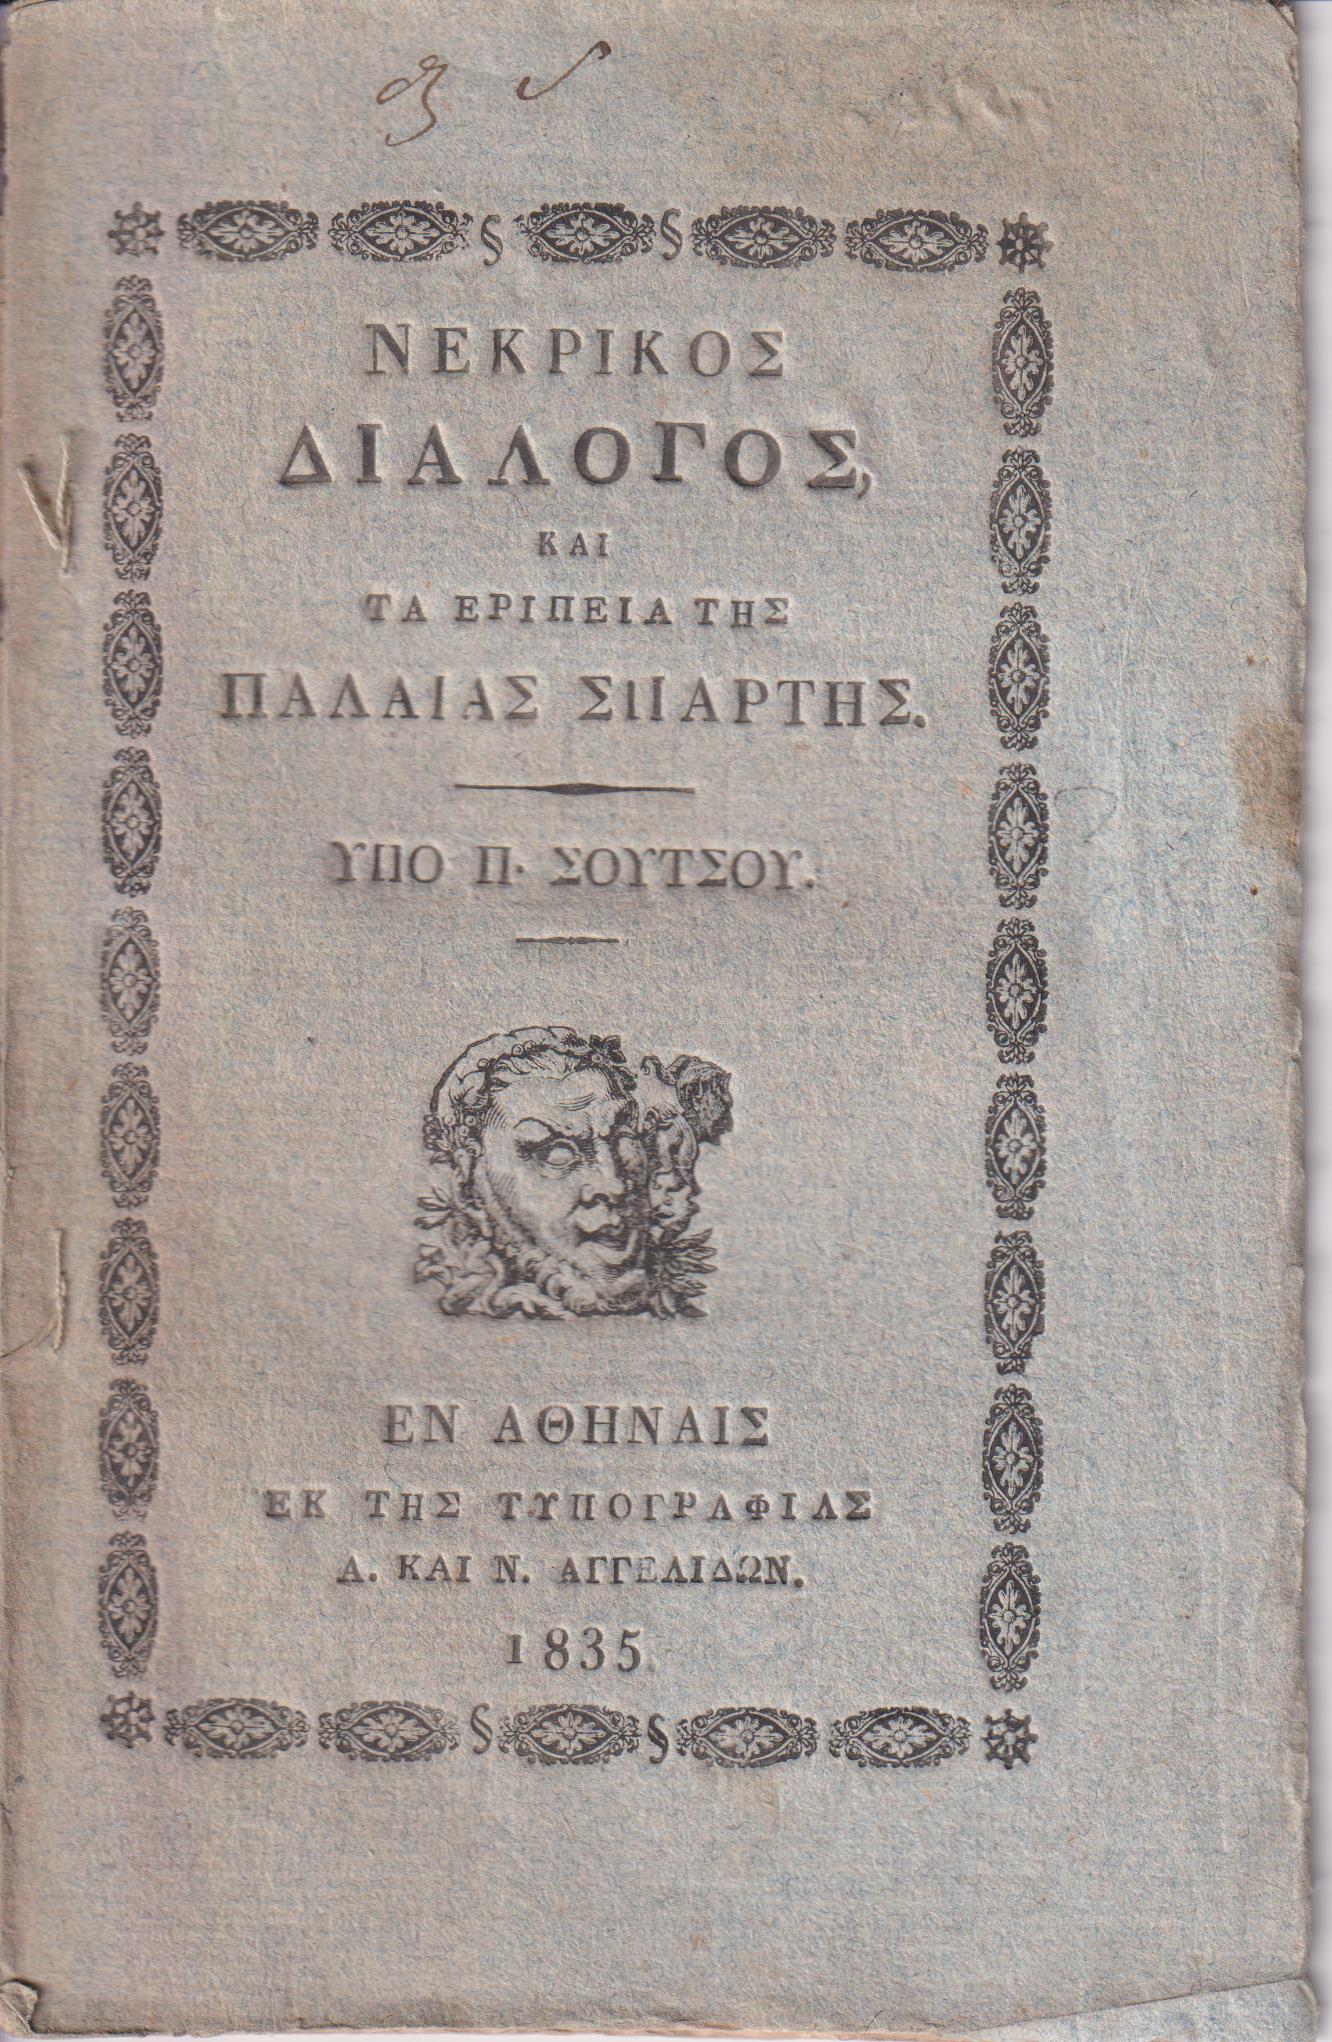 ΝΕΚΡΙΚΟΣ
ΔΙΑΛΟΓΟΣ,
ΚΑΙ
ΤΑ ΕΡΙΠΕΙΑ ΤΗΣ
ΠΑΛΑΙΑΣ ΣΠΑΡΤΗΣ.
ΥΠΟ Π. ΣΟΥΤΣΟΥ.
ΕΝ ΑΘΗΝΑΙΣ
ΕΚ ΤΗΣ ΤΥΠΟΓΡΑΦΙΑΣ
Α. ΚΑΙ Ν. ΑΓΓΕΛΙΔΩΝ.
1835.